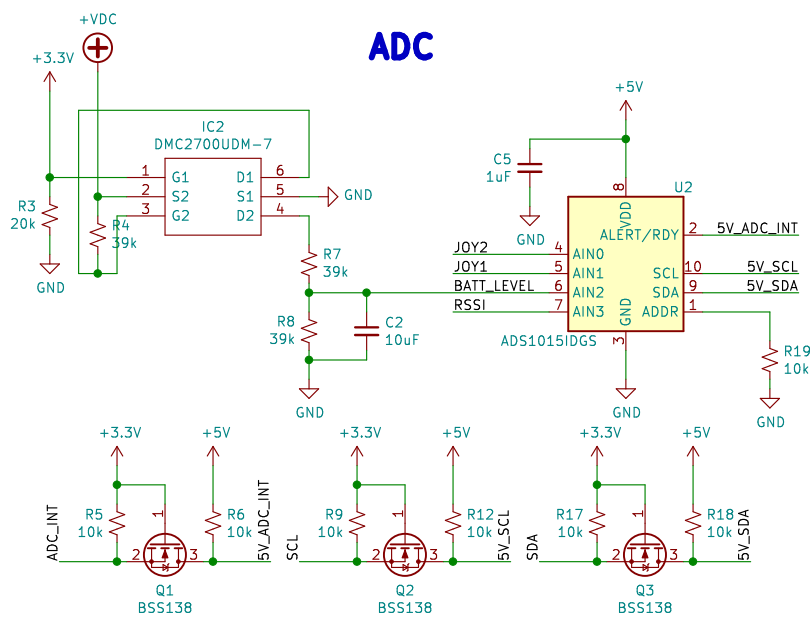 ADC
+VDC
+3.3V
IC2
DMC2700UDM-7
1 G1 D1 6
2 S2 S1 5 GND
3 G2 D2 4
R3
20k
R4
39k
GND
R7
39k
R8
39k
C2
10uF
GND
+5V
C5
1uF
GND
U2
8
VDD
ALERT/RDY 2 5V_ADC_INT
JOY2 4 AIN0
JOY1 5 AIN1 SCL 10 5V_SCL
BATT_LEVEL 6 AIN2 SDA 9 5V_SDA
RSSI 7 AIN3 ADDR 1
GND
3
ADS1015IDGS
GND
R19
10k
GND
+3.3V
+5V
R5
10k
R6
10k
ADC_INT
5V_ADC_INT
1
2
3
Q1
BSS138
+3.3V
+5V
R9
10k
R12
10k
SCL
5V_SCL
1
2
3
Q2
BSS138
+3.3V
+5V
R17
10k
R18
10k
SDA
5V_SDA
1
2
3
Q3
BSS138